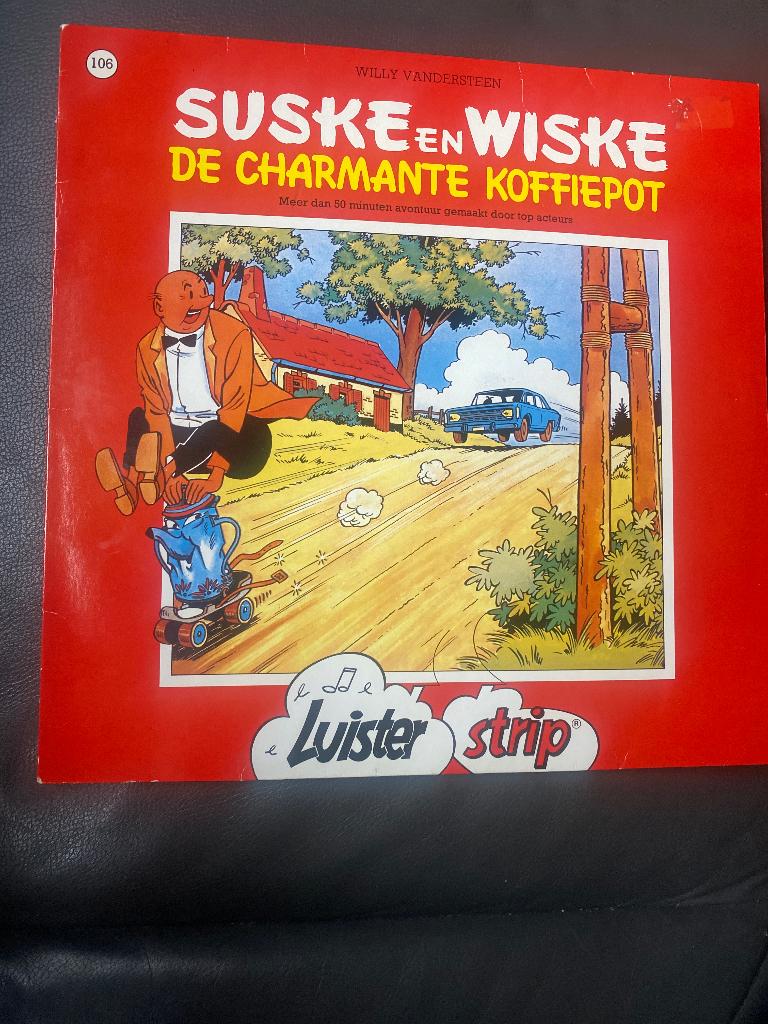 106
WILLY VANDERSTEEN
SUSKE EN WISKE
DE CHARMANTE KOFFIEPOT
Meer dan 50 minuten avontuur gemaakt door top acteurs
Luister strip®